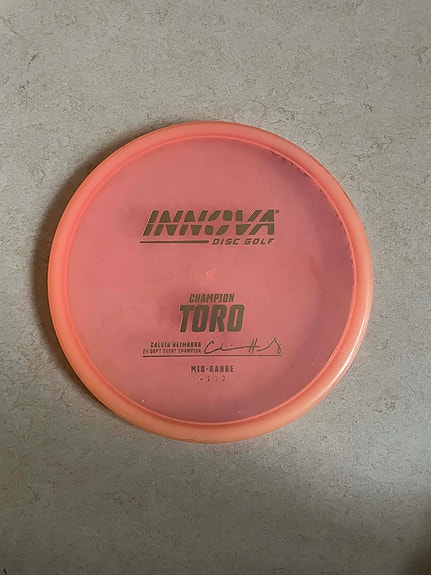 INNOVA®
DISC GOLF
CHAMPION
TORO
CALVIN HEIMBURG
DGPT EVENT CHAMPION
MID-RANGE